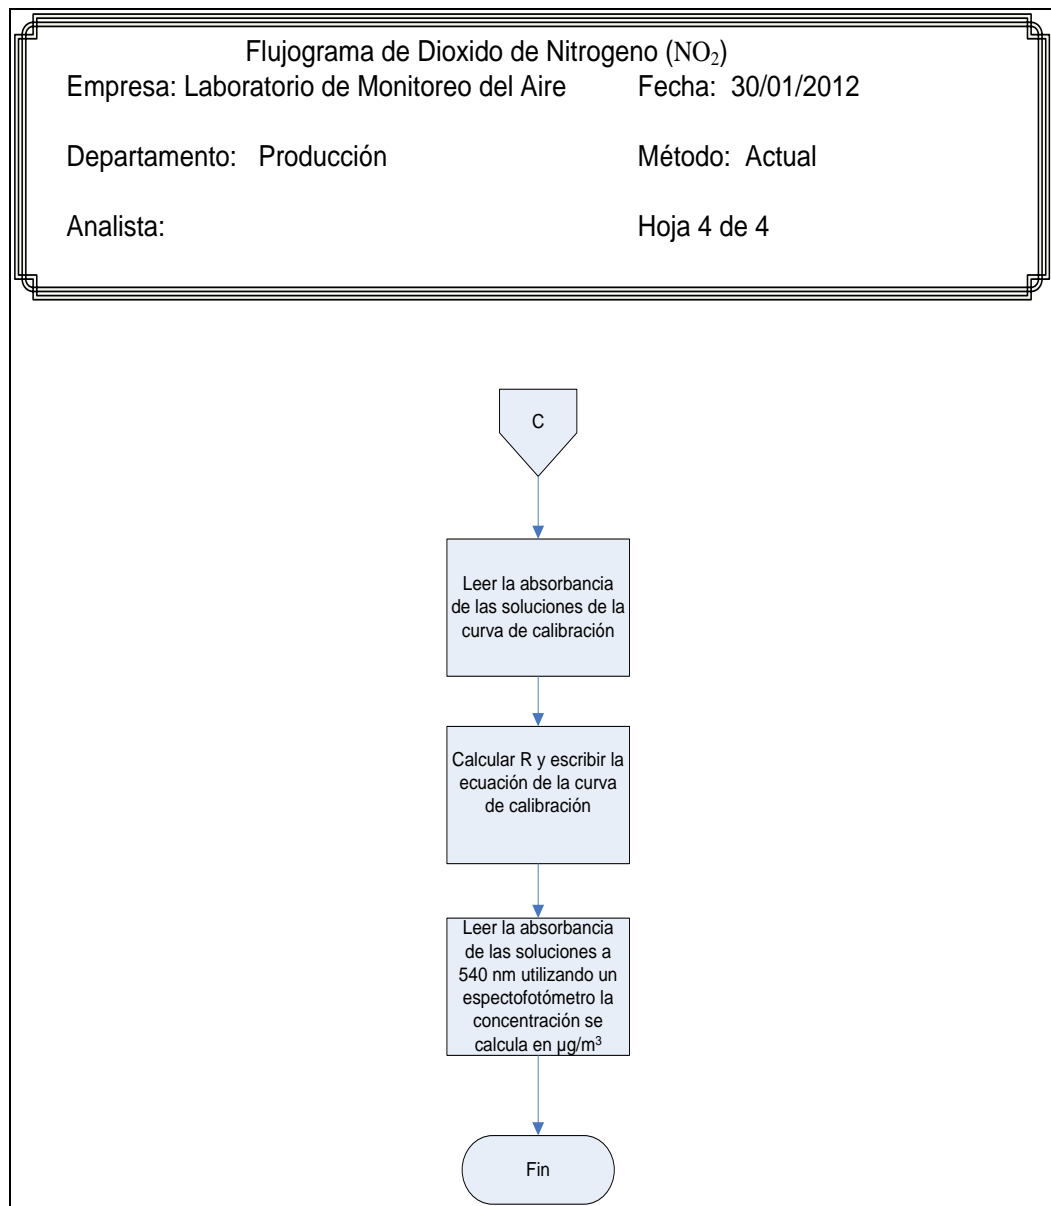 Flujograma de Dioxido de Nitrogeno (NO₂)
Empresa: Laboratorio de Monitoreo del Aire Fecha: 30/01/2012
Departamento: Producción Método: Actual
Analista: Hoja 4 de 4
C
Leer la absorbancia
de las soluciones de la
curva de calibración
Calcular R y escribir la
ecuación de la curva
de calibración
Leer la absorbancia
de las soluciones a
540 nm utilizando un
espectofotómetro la
concentración se
calcula en µg/m³
Fin